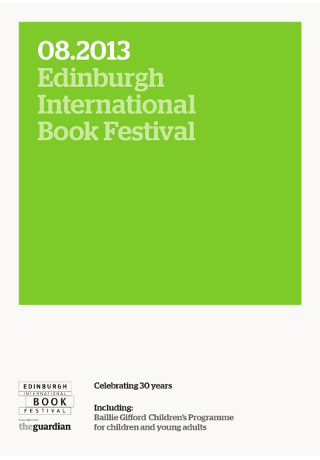 08.2013
Edinburgh
International
Book Festival
EDINBURGH
INTERNATIONAL
BOOK
FESTIVAL
theguardian
Celebrating 30 years
Including:
Baillie Gifford Children's Programme
for children and young adults